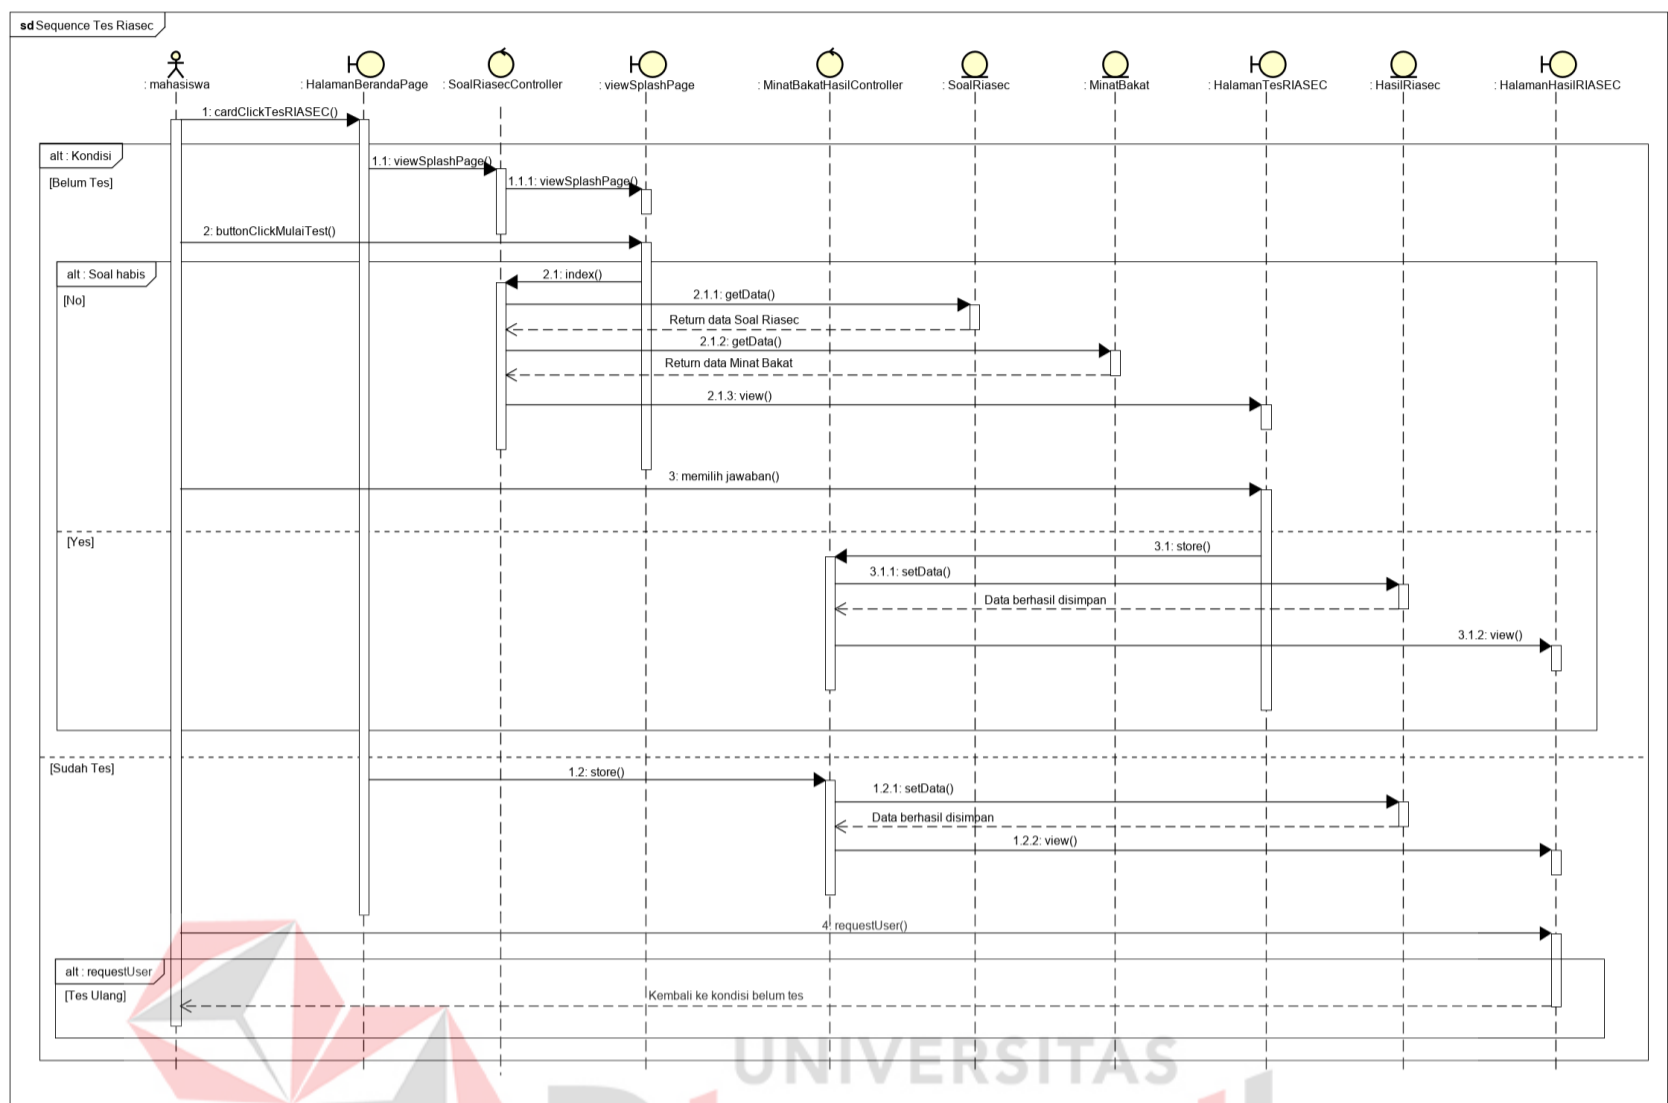 sd Sequence Tes Riasec
: mahasiswa
: HalamanBerandaPage
: SoalRiasecController
: viewSplashPage
: MinatBakatHasilController
: SoalRiasec
: MinatBakat
: HalamanTesRIASEC
: HasilRiasec
: HalamanHasilRIASEC
1: cardClickTesRIASEC()
alt : Kondisi
[Belum Tes]
1.1: viewSplashPage()
1.1.1: viewSplashPage()
2: buttonClickMulaiTest()
alt : Soal habis
[No]
2.1: index()
2.1.1: getData()
Return data Soal Riasec
2.1.2: getData()
Return data Minat Bakat
2.1.3: view()
3: memilih jawaban()
[Yes]
3.1: store()
3.1.1: setData()
Data berhasil disimpan
3.1.2: view()
[Sudah Tes]
1.2: store()
1.2.1: setData()
Data berhasil disimpan
1.2.2: view()
4: requestUser()
alt : requestUser
[Tes Ulang]
Kembali ke kondisi belum tes
UNIVERSITAS